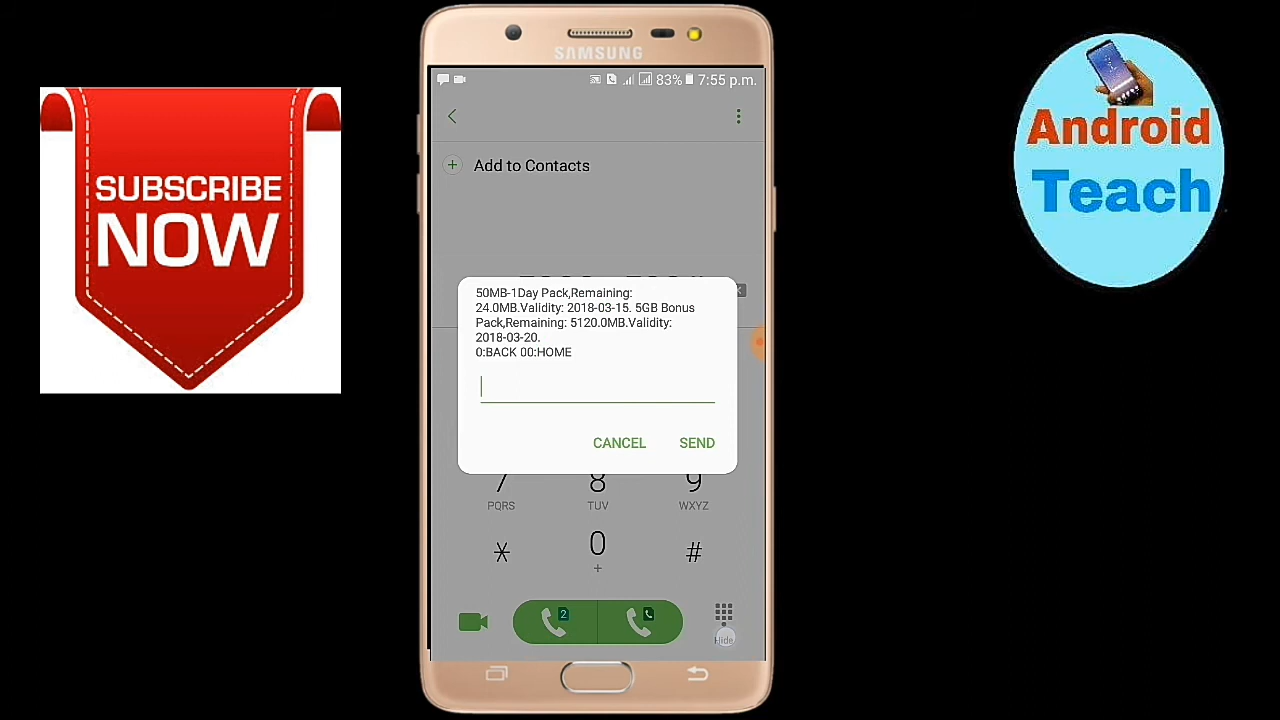 SUBSCRIBE
NOW
SAMSUNG
83% 7:55 p.m.
Add to Contacts
50MB-1Day Pack,Remaining:
24.0MB.Validity: 2018-03-15. 5GB Bonus
Pack,Remaining: 5120.0MB.Validity:
2018-03-20.
0:BACK 00:HOME
CANCEL SEND
7 8 9
PQRS TUV WXYZ
* 0 #
+
2
Hide
Android
Teach